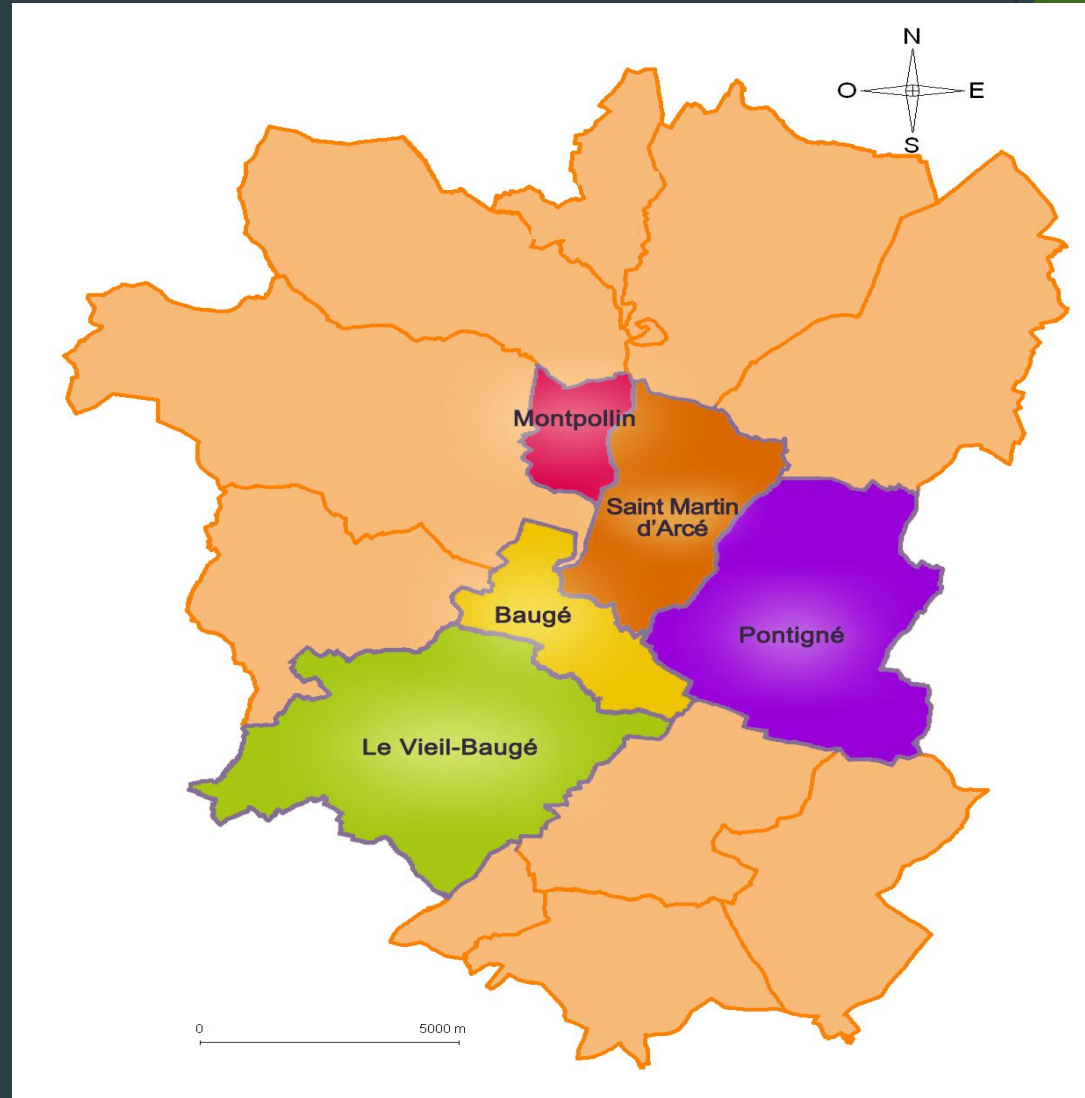 N
O E
S
Montpollin
Saint Martin
d'Arcé
Baugé
Pontigné
Le Vieil-Baugé
0 5000 m